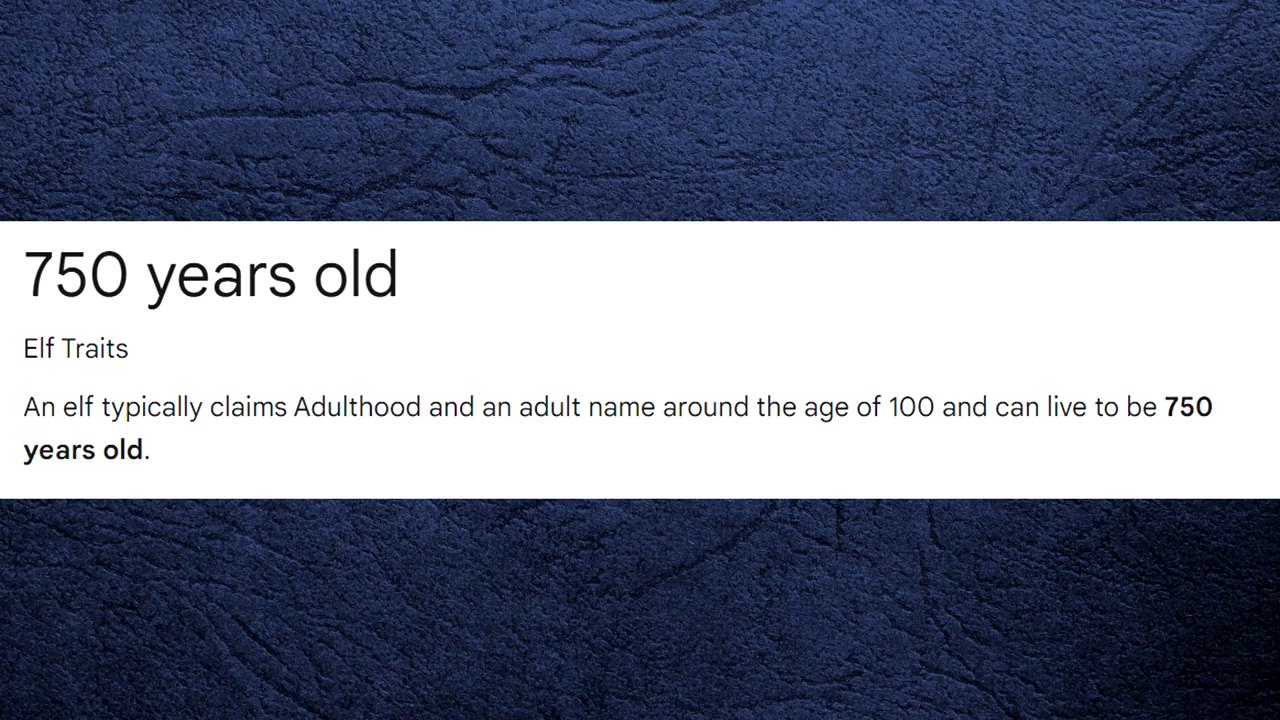 750 years old
Elf Traits
An elf typically claims Adulthood and an adult name around the age of 100 and can live to be 750
years old.